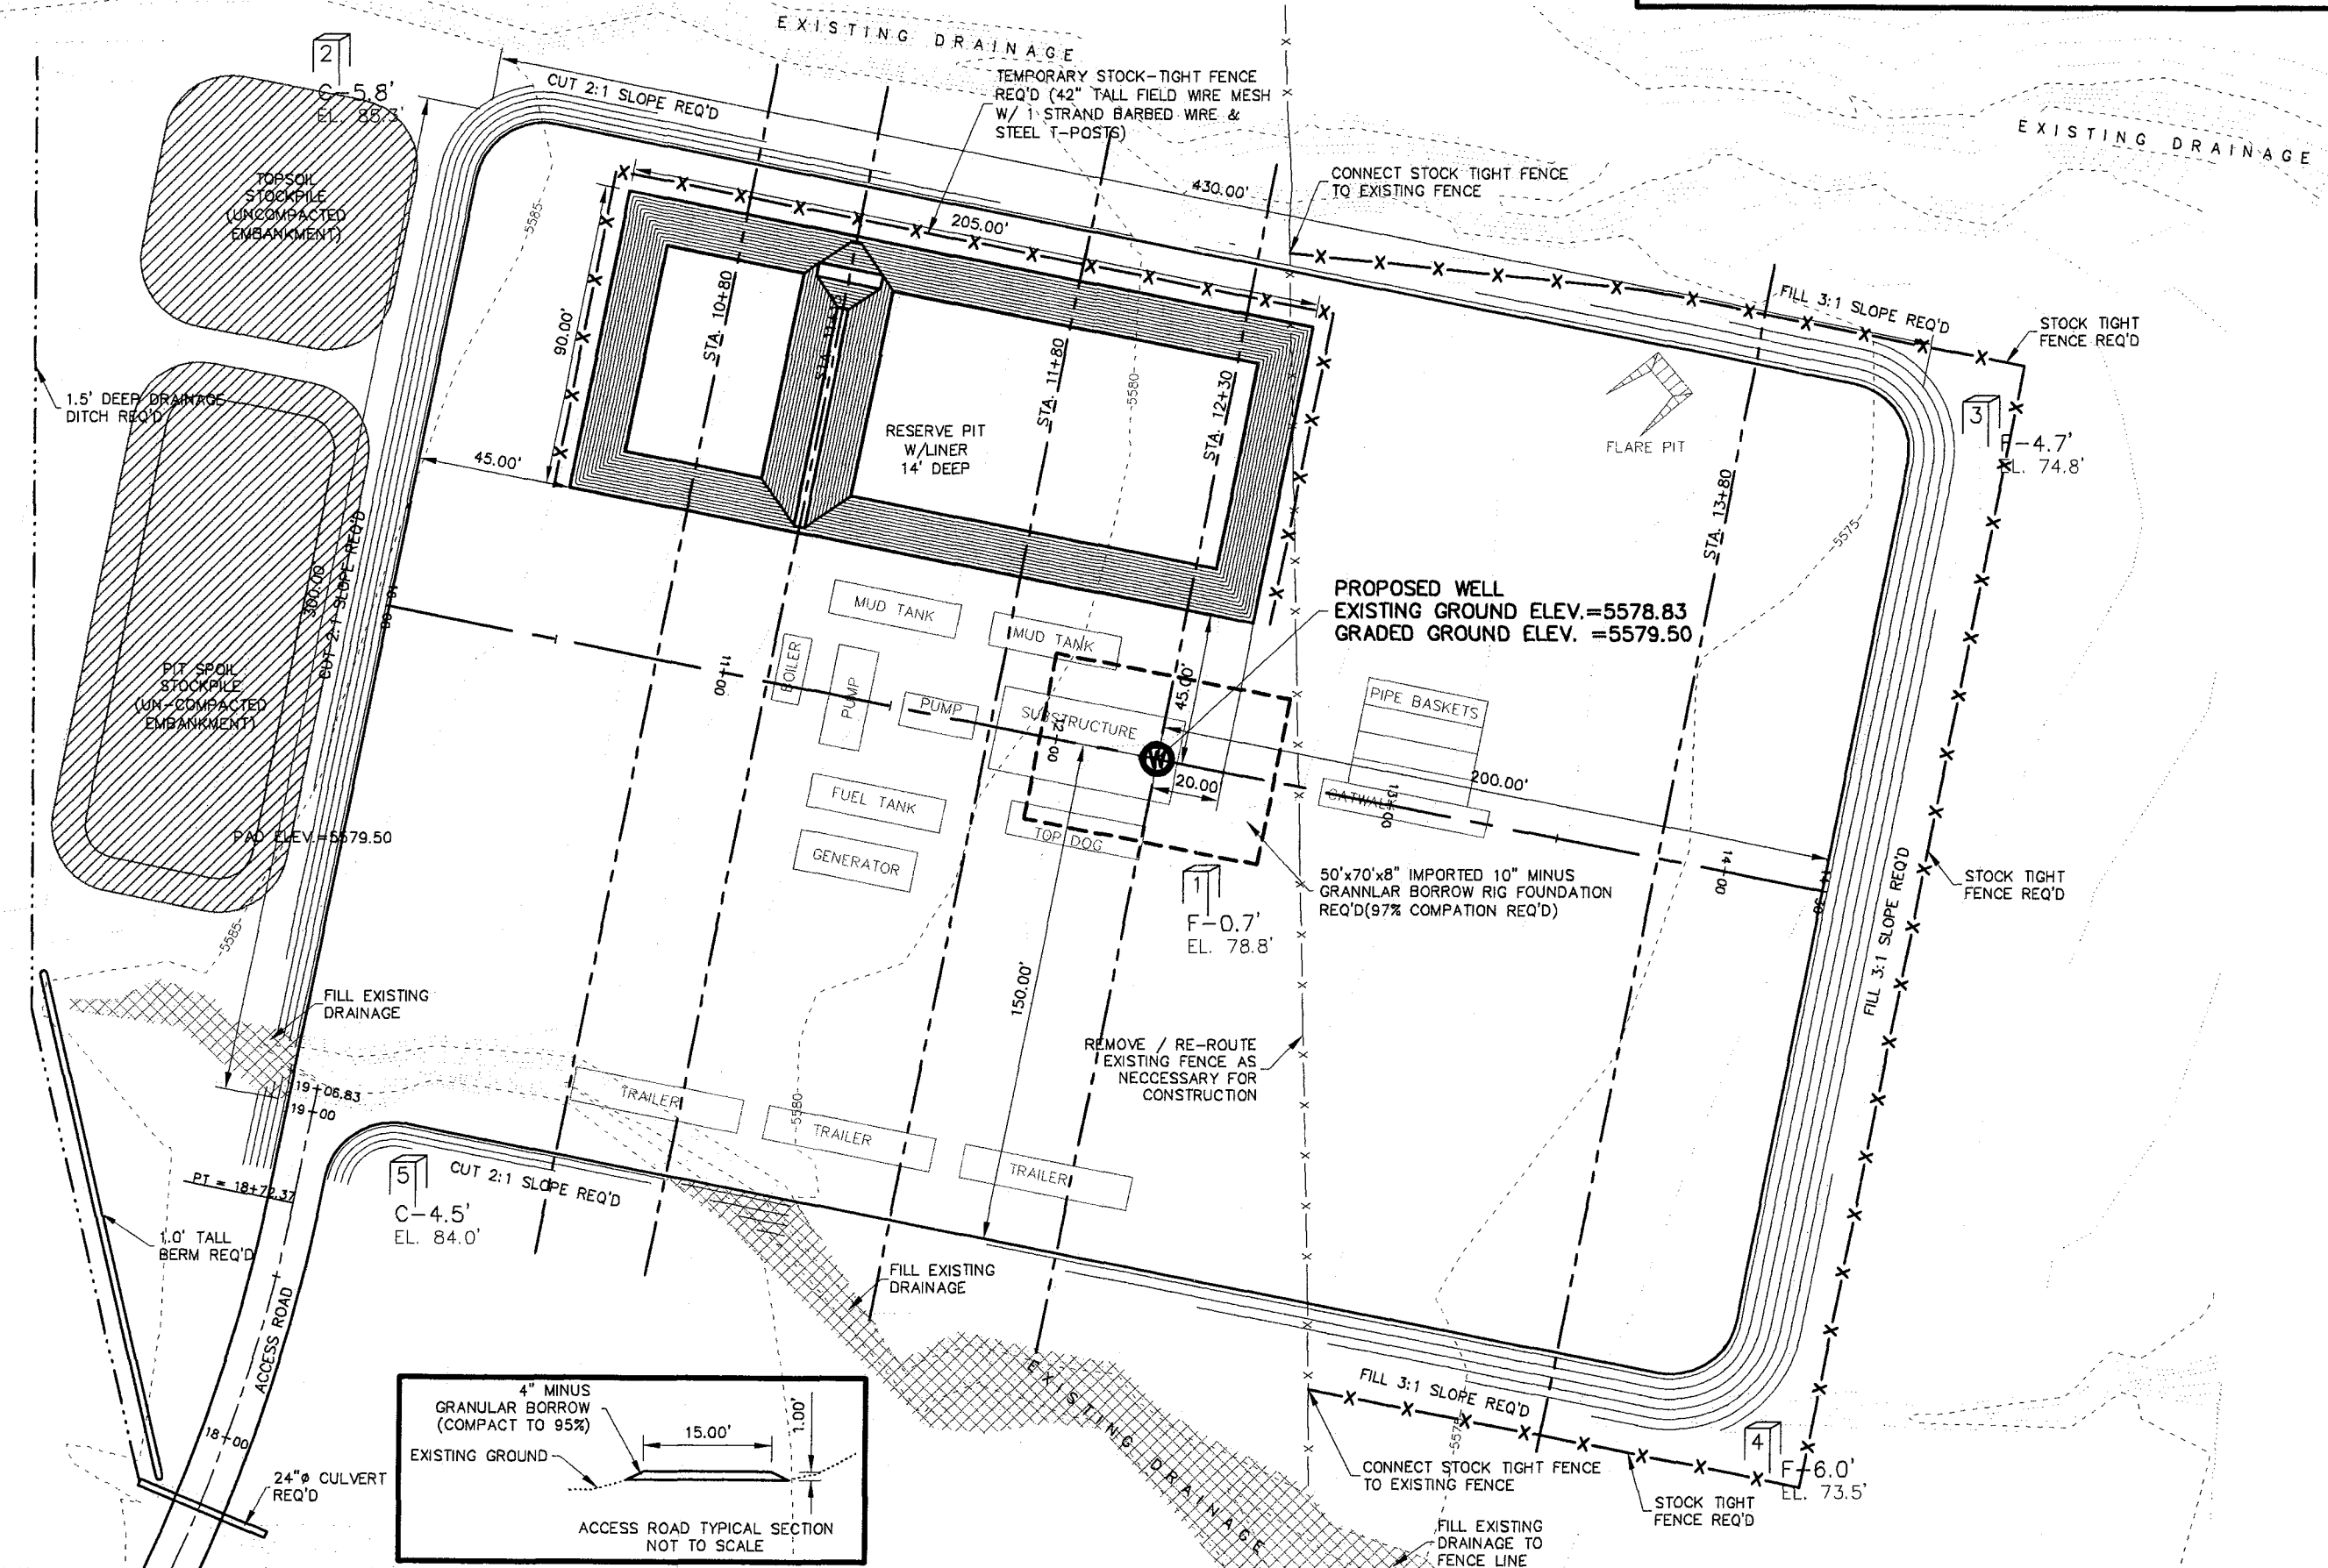 EXISTING DRAINAGE
2
C-5.8'
EL. 85.3'
CUT 2:1 SLOPE REQ'D
TEMPORARY STOCK-TIGHT FENCE
REQ'D (42" TALL FIELD WIRE MESH
W/ 1 STRAND BARBED WIRE &
STEEL T-POSTS)
EXISTING DRAINAGE
CONNECT STOCK TIGHT FENCE
TO EXISTING FENCE
430.00'
205.00'
TOPSOIL
STOCKPILE
(UNCOMPACTED
EMBANKMENT)
5585
90.00'
STA. 10+80
STA. 11+80
5580
STA. 12+30
FILL 3:1 SLOPE REQ'D
STOCK TIGHT
FENCE REQ'D
1.5' DEEP DRAINAGE
DITCH REQ'D
RESERVE PIT
W/LINER
14' DEEP
FLARE PIT
3
F-4.7'
EL. 74.8'
45.00'
STA. 13+80
5575
300.00
CUT 2:1 SLOPE REQ'D
PROPOSED WELL
EXISTING GROUND ELEV.=5578.83
GRADED GROUND ELEV. =5579.50
MUD TANK
MUD TANK
BOILER
PUMP
PUMP
SUBSTRUCTURE
45.00'
PIPE BASKETS
11+00
12+00
PIT SPOIL
STOCKPILE
(UN-COMPACTED
EMBANKMENT)
W
20.00'
200.00'
CATWALK
13+00
FUEL TANK
TOP DOG
GENERATOR
PAD ELEV.=5579.50
14+00
1
F-0.7'
EL. 78.8'
50'x70'x8" IMPORTED 10" MINUS
GRANNLAR BORROW RIG FOUNDATION
REQ'D(97% COMPATION REQ'D)
STOCK TIGHT
FENCE REQ'D
FILL 3:1 SLOPE REQ'D
5585
FILL EXISTING
DRAINAGE
150.00'
REMOVE / RE-ROUTE
EXISTING FENCE AS
NECCESSARY FOR
CONSTRUCTION
19+06.83
19+00
TRAILER
TRAILER
TRAILER
5580
PT = 18+72.37
5
C-4.5'
EL. 84.0'
CUT 2:1 SLOPE REQ'D
1.0' TALL
BERM REQ'D
ACCESS ROAD
FILL EXISTING
DRAINAGE
18+00
24"ø CULVERT
REQ'D
4" MINUS
GRANULAR BORROW
(COMPACT TO 95%)
15.00'
1.00'
EXISTING GROUND
ACCESS ROAD TYPICAL SECTION
NOT TO SCALE
EXISTING DRAINAGE
FILL 3:1 SLOPE REQ'D
5575
4
F-6.0'
EL. 73.5'
CONNECT STOCK TIGHT FENCE
TO EXISTING FENCE
STOCK TIGHT
FENCE REQ'D
FILL EXISTING
DRAINAGE TO
FENCE LINE